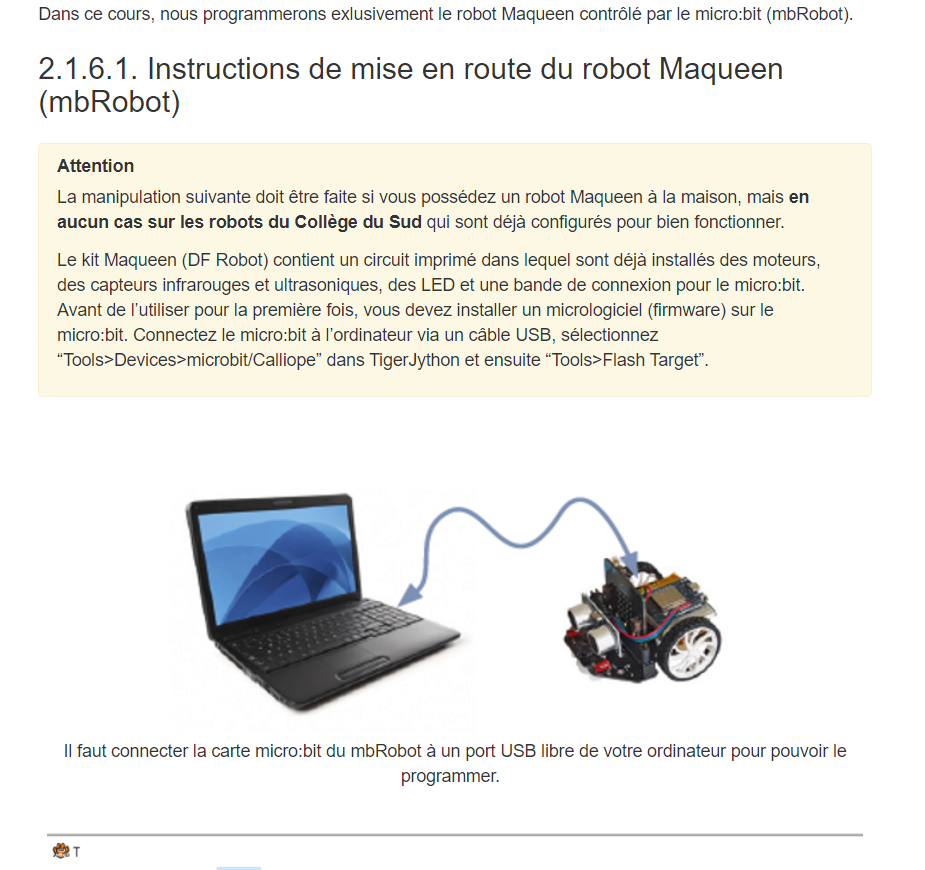 Dans ce cours, nous programmerons exlusivement le robot Maqueen contrôlé par le micro:bit (mbRobot).
2.1.6.1. Instructions de mise en route du robot Maqueen
(mbRobot)
Attention
La manipulation suivante doit être faite si vous possédez un robot Maqueen à la maison, mais en
aucun cas sur les robots du Collège du Sud qui sont déjà configurés pour bien fonctionner.
Le kit Maqueen (DF Robot) contient un circuit imprimé dans lequel sont déjà installés des moteurs,
des capteurs infrarouges et ultrasoniques, des LED et une bande de connexion pour le micro:bit.
Avant de l’utiliser pour la première fois, vous devez installer un micrologiciel (firmware) sur le
micro:bit. Connectez le micro:bit à l’ordinateur via un câble USB, sélectionnez
“Tools>Devices>microbit/Calliope” dans TigerJython et ensuite “Tools>Flash Target”.
Il faut connecter la carte micro:bit du mbRobot à un port USB libre de votre ordinateur pour pouvoir le
programmer.
T